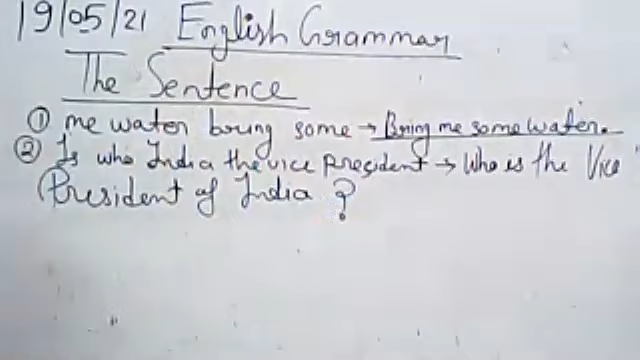 19/05/21 English Grammar
The Sentence
① me water bring some → Bring me some water.
② Is who India the vice president → Who is the Vice
President of India ?